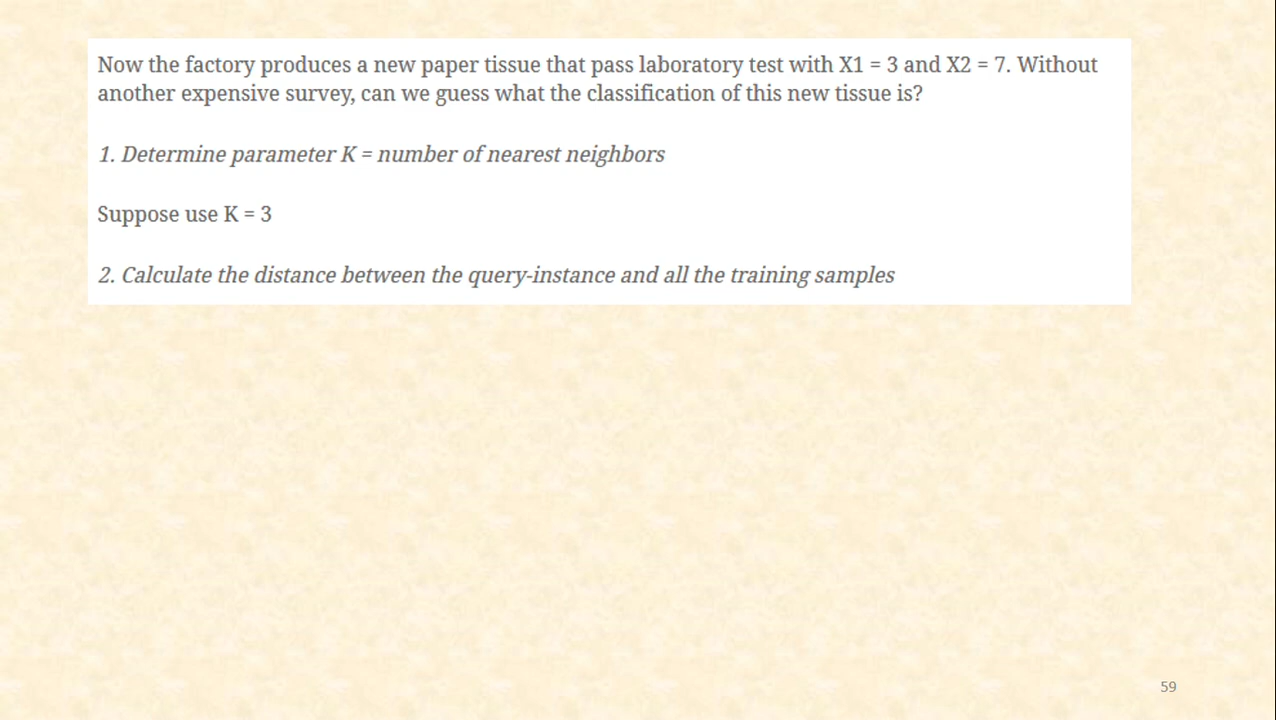 Now the factory produces a new paper tissue that pass laboratory test with X1 = 3 and X2 = 7. Without
another expensive survey, can we guess what the classification of this new tissue is?
1. Determine parameter K = number of nearest neighbors
Suppose use K = 3
2. Calculate the distance between the query-instance and all the training samples
59